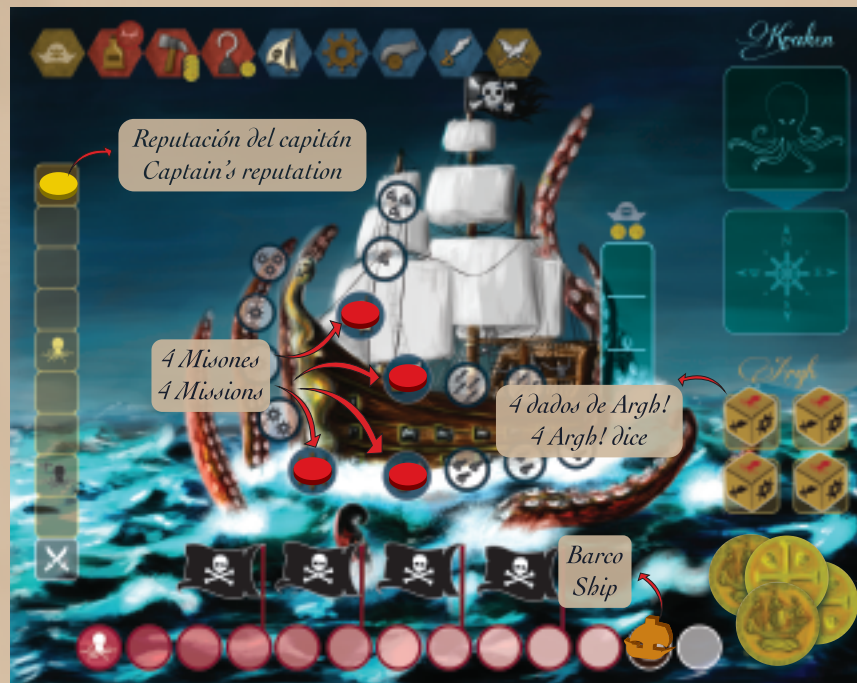 Kraken
Reputación del capitán
Captain's reputation
4 Misones
4 Missions
Argh
4 dados de Argh!
4 Argh! dice
Barco
Ship